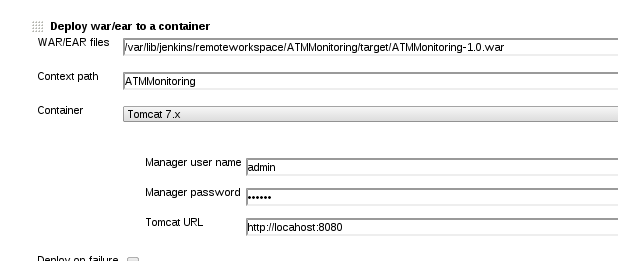 Deploy war/ear to a container
WAR/EAR files /var/lib/jenkins/remoteworkspace/ATMMonitoring/target/ATMMonitoring-1.0.war
Context path ATMMonitoring
Container Tomcat 7.x
Manager user name admin
Manager password ••••••
Tomcat URL http://locahost:8080
Deploy on failure